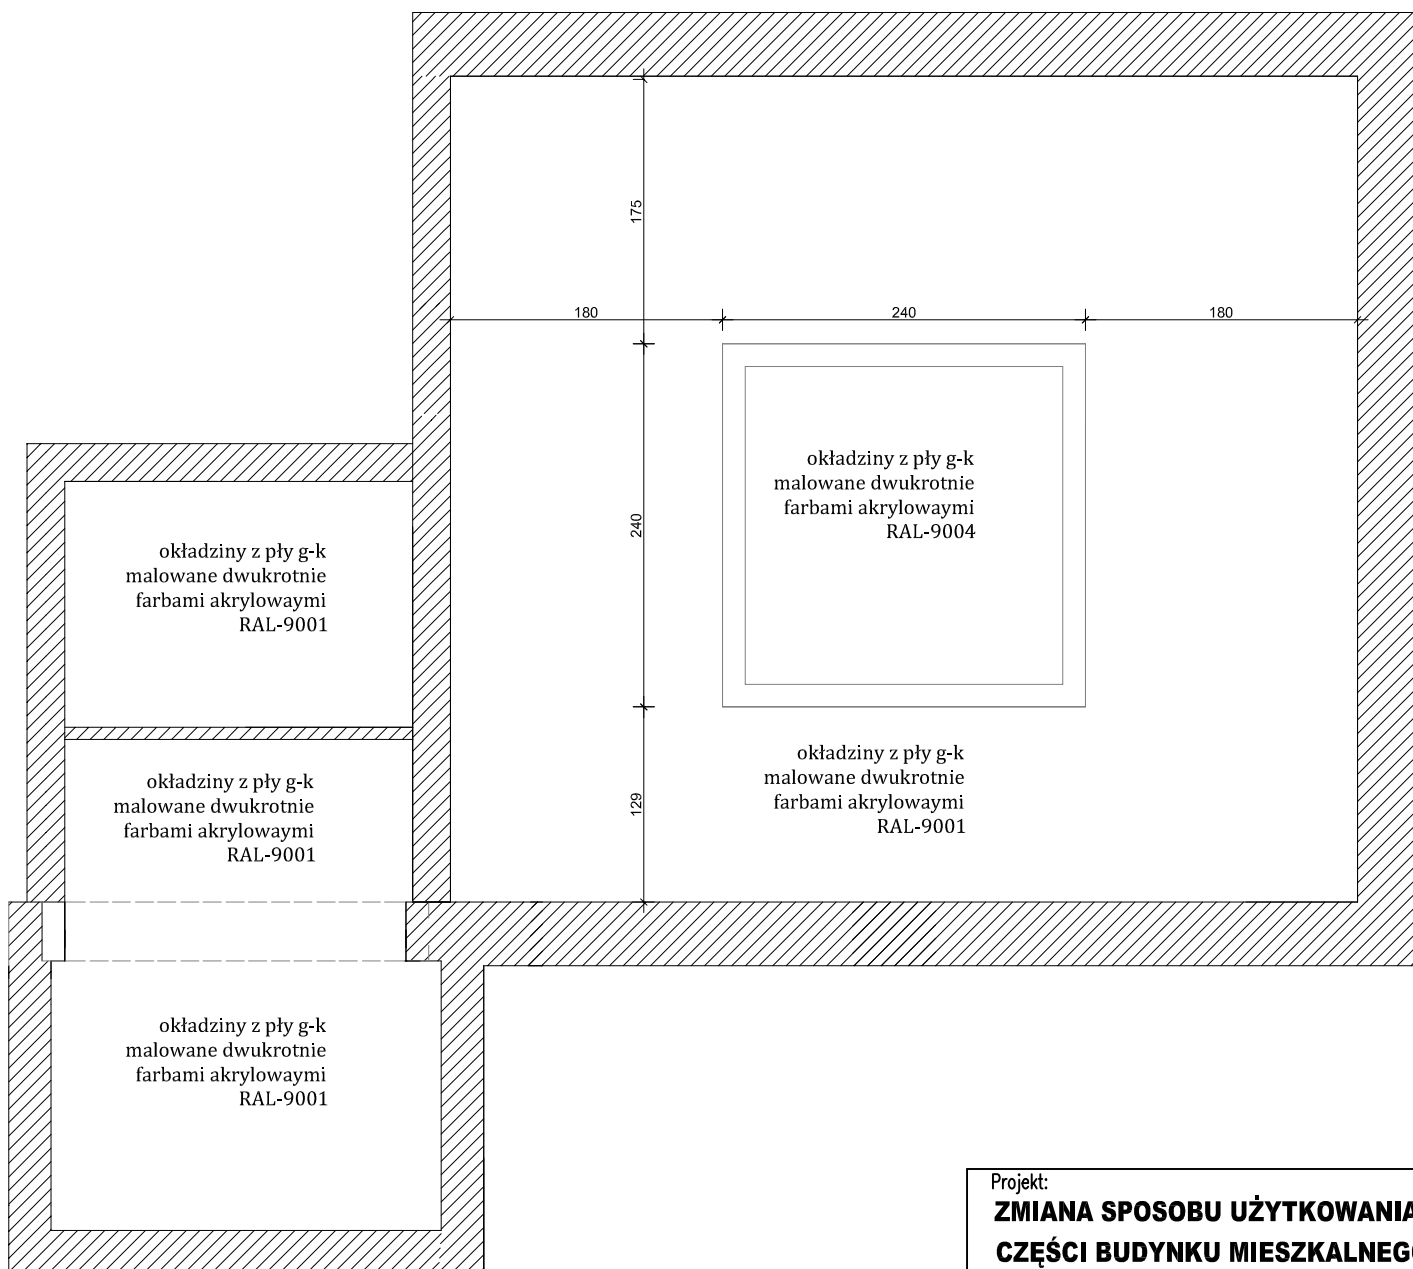 175
180
240
180
okładziny z pły g-k
malowane dwukrotnie
farbami akrylowaymi
RAL-9004
240
okładziny z pły g-k
malowane dwukrotnie
farbami akrylowaymi
RAL-9001
okładziny z pły g-k
malowane dwukrotnie
farbami akrylowaymi
RAL-9001
129
okładziny z pły g-k
malowane dwukrotnie
farbami akrylowaymi
RAL-9001
okładziny z pły g-k
malowane dwukrotnie
farbami akrylowaymi
RAL-9001
Projekt:
ZMIANA SPOSOBU UŻYTKOWANIA
CZĘŚCI BUDYNKU MIESZKALNEGO